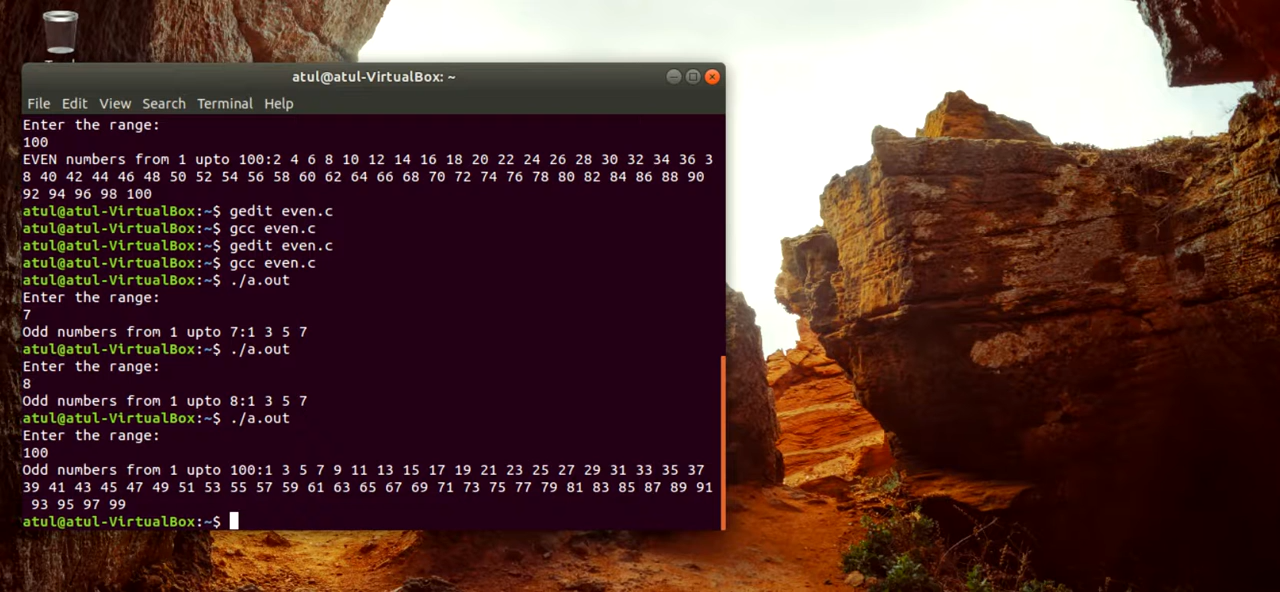 atul@atul-VirtualBox: ~
File Edit View Search Terminal Help
Enter the range:
100
EVEN numbers from 1 upto 100:2 4 6 8 10 12 14 16 18 20 22 24 26 28 30 32 34 36 3
8 40 42 44 46 48 50 52 54 56 58 60 62 64 66 68 70 72 74 76 78 80 82 84 86 88 90
92 94 96 98 100
atul@atul-VirtualBox:~$ gedit even.c
atul@atul-VirtualBox:~$ gcc even.c
atul@atul-VirtualBox:~$ gedit even.c
atul@atul-VirtualBox:~$ gcc even.c
atul@atul-VirtualBox:~$ ./a.out
Enter the range:
7
Odd numbers from 1 upto 7:1 3 5 7
atul@atul-VirtualBox:~$ ./a.out
Enter the range:
8
Odd numbers from 1 upto 8:1 3 5 7
atul@atul-VirtualBox:~$ ./a.out
Enter the range:
100
Odd numbers from 1 upto 100:1 3 5 7 9 11 13 15 17 19 21 23 25 27 29 31 33 35 37
39 41 43 45 47 49 51 53 55 57 59 61 63 65 67 69 71 73 75 77 79 81 83 85 87 89 91
93 95 97 99
atul@atul-VirtualBox:~$